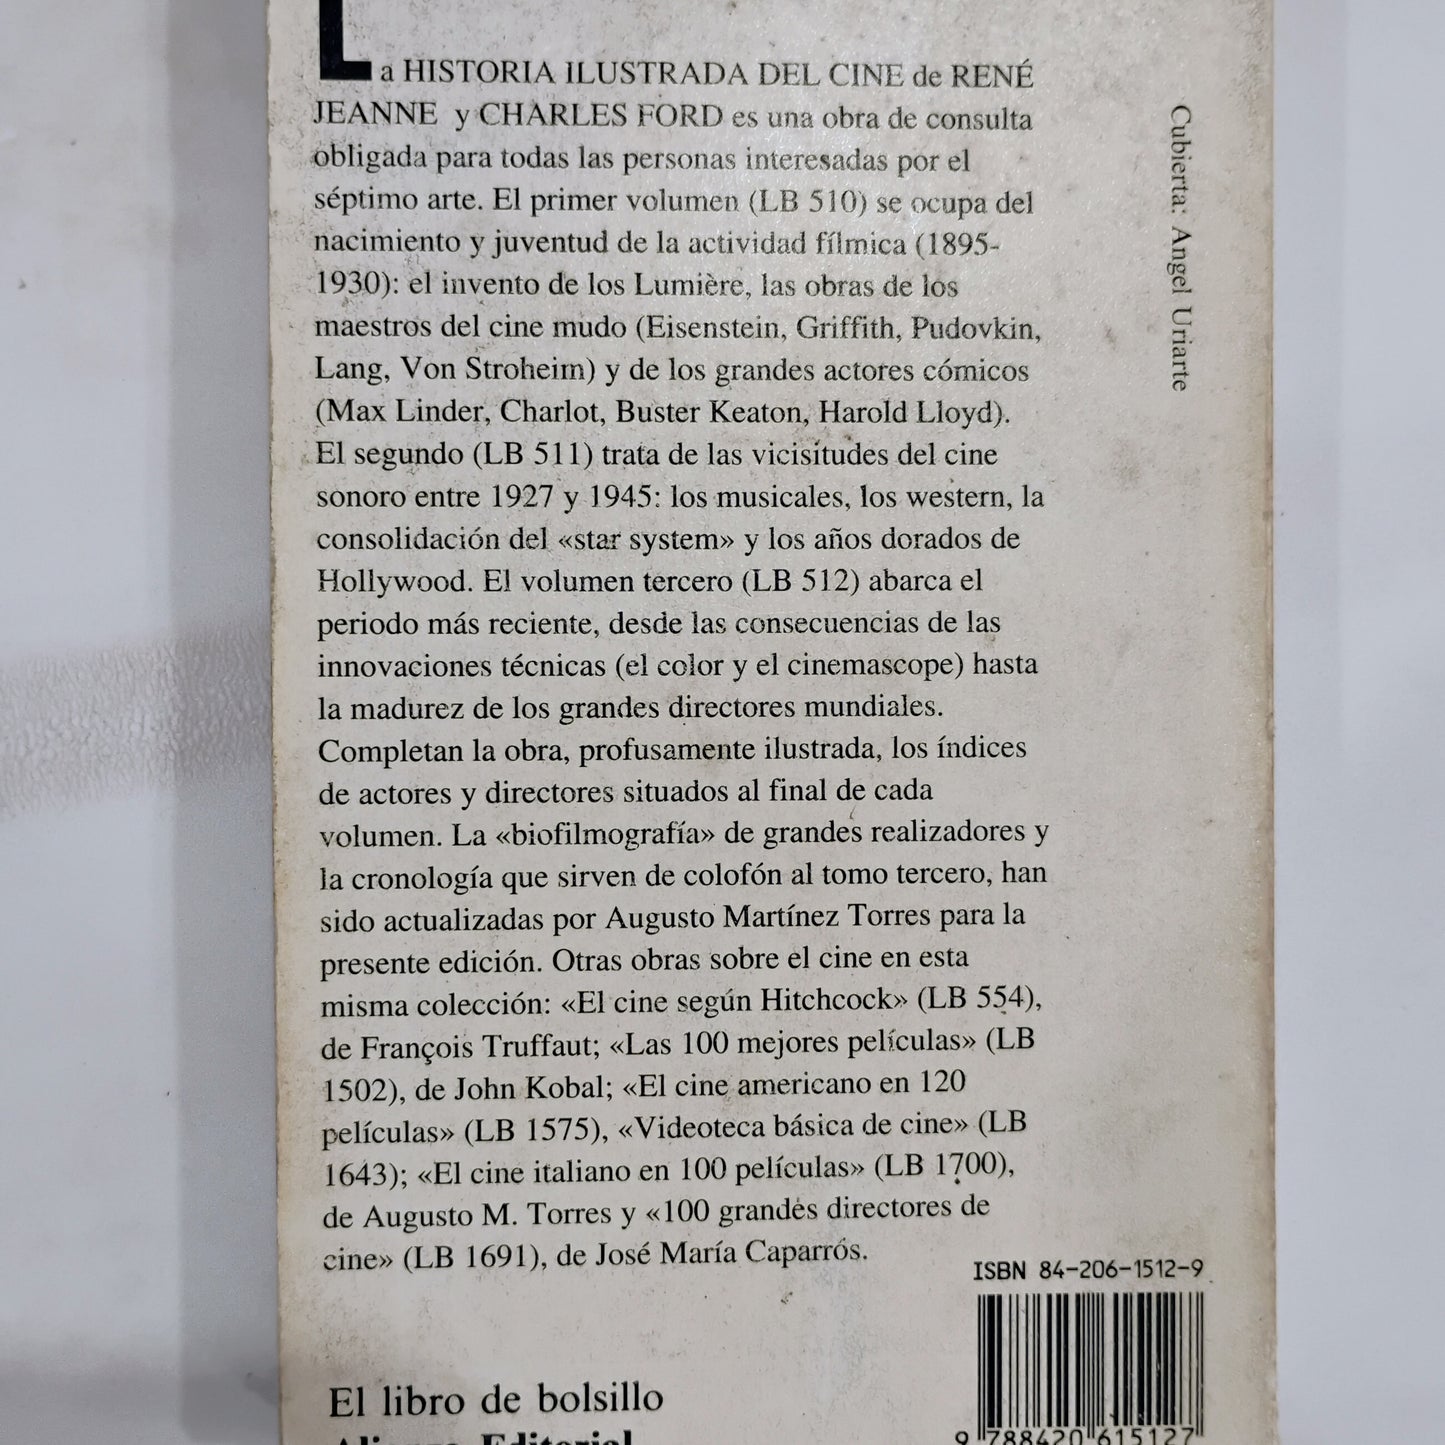 La HISTORIA ILUSTRADA DEL CINE de RENÉ
JEANNE y CHARLES FORD es una obra de consulta
obligada para todas las personas interesadas por el
séptimo arte. El primer volumen (LB 510) se ocupa del
nacimiento y juventud de la actividad fílmica (1895-
1930): el invento de los Lumière, las obras de los
maestros del cine mudo (Eisenstein, Griffith, Pudovkin,
Lang, Von Stroheim) y de los grandes actores cómicos
(Max Linder, Charlot, Buster Keaton, Harold Lloyd).
El segundo (LB 511) trata de las vicisitudes del cine
sonoro entre 1927 y 1945: los musicales, los western, la
consolidación del «star system» y los años dorados de
Hollywood. El volumen tercero (LB 512) abarca el
periodo más reciente, desde las consecuencias de las
innovaciones técnicas (el color y el cinemascope) hasta
la madurez de los grandes directores mundiales.
Completan la obra, profusamente ilustrada, los índices
de actores y directores situados al final de cada
volumen. La «biofilmografía» de grandes realizadores y
la cronología que sirven de colofón al tomo tercero, han
sido actualizadas por Augusto Martínez Torres para la
presente edición. Otras obras sobre el cine en esta
misma colección: «El cine según Hitchcock» (LB 554),
de François Truffaut; «Las 100 mejores películas» (LB
1502), de John Kobal; «El cine americano en 120
películas» (LB 1575), «Videoteca básica de cine» (LB
1643); «El cine italiano en 100 películas» (LB 1700),
de Augusto M. Torres y «100 grandes directores de
cine» (LB 1691), de José María Caparrós.
Cubierta: Angel Uriarte
ISBN 84-206-1512-9
9 788420 615127
El libro de bolsillo
Alianza Editorial